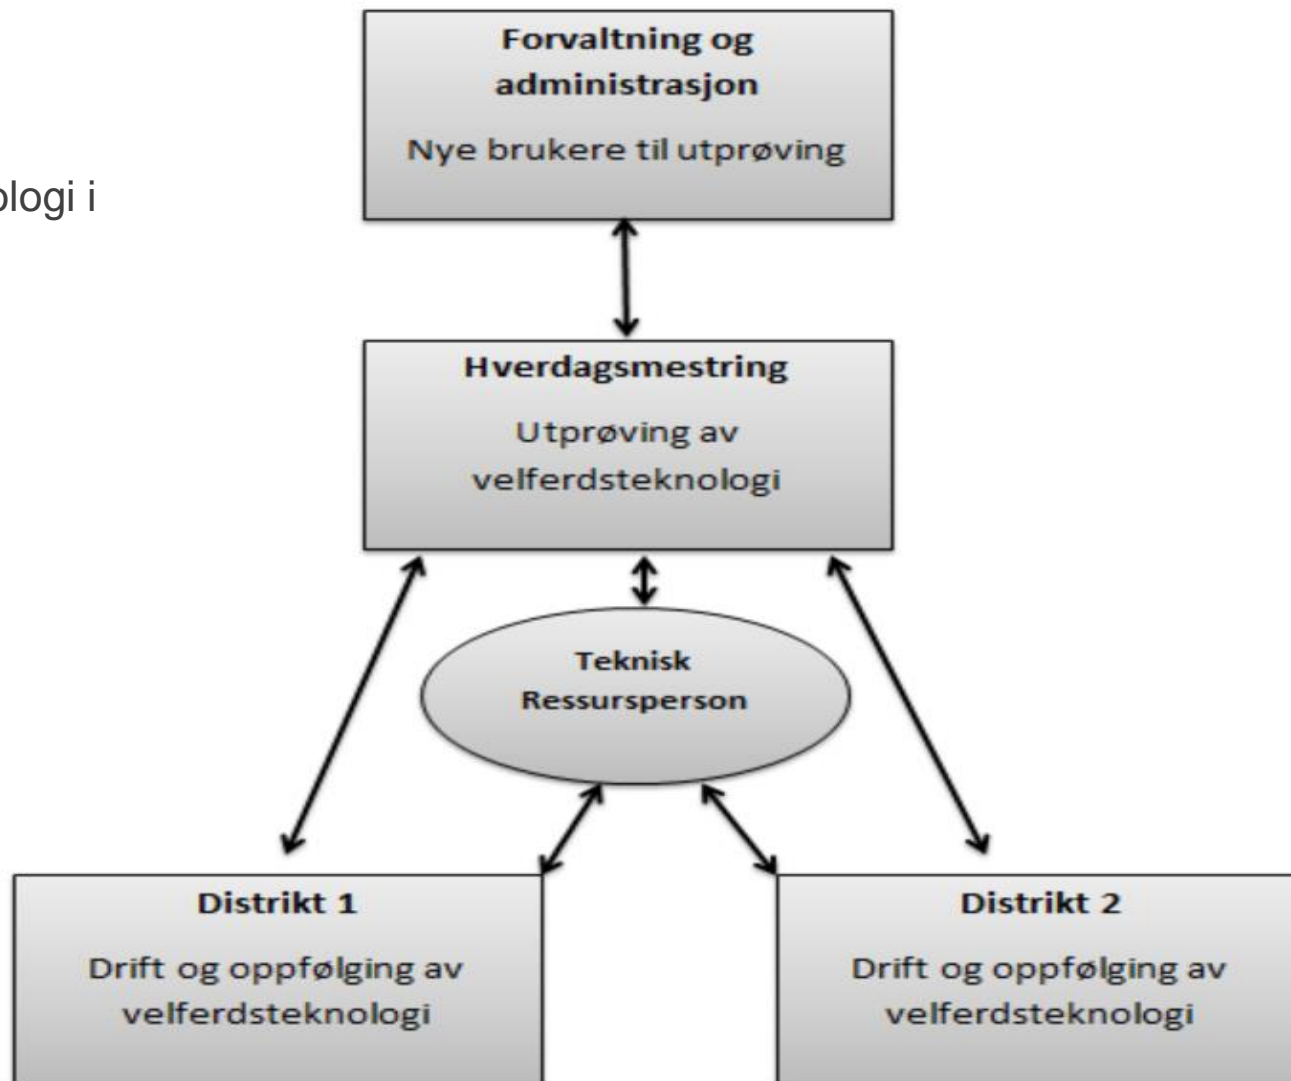 Forvaltning og
administrasjon
Nye brukere til utprøving
ologi i
Hverdagsmestring
Utprøving av
velferdsteknologi
Teknisk
Ressursperson
Distrikt 1
Drift og oppfølging av
velferdsteknologi
Distrikt 2
Drift og oppfølging av
velferdsteknologi